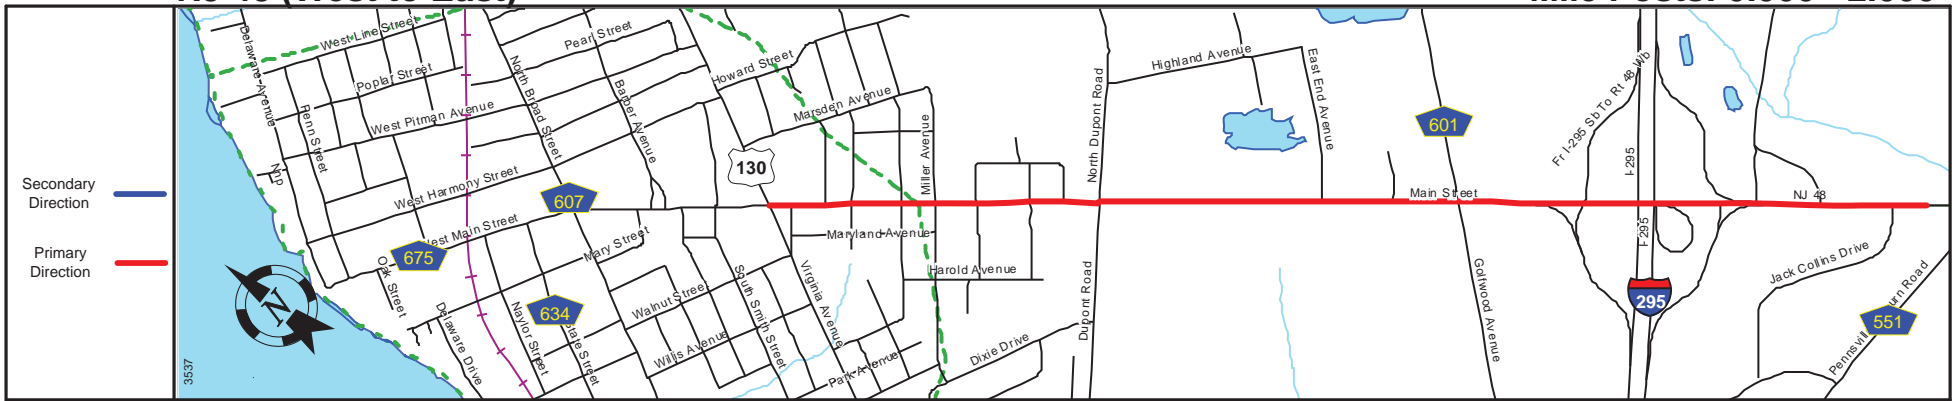 Secondary
Direction
Primary
Direction
West Line Street
Delaware Avenue
Poplar Street
Penn Street
West Pitman Avenue
Nnp
West Harmony Street
West Main Street
Oak Street
Delaware Drive
Naylor Street
State Street
North Broad Street
Pearl Street
Barber Avenue
Howard Street
Marsden Avenue
Mary Street
Walnut Street
Willis Avenue
South Smith Street
Virginia Avenue
Park Avenue
Maryland Avenue
Harold Avenue
Miller Avenue
Dixie Drive
North Dupont Road
Dupont Road
Highland Avenue
East End Avenue
Main Street
Golfwood Avenue
Fr I-295 Sb To Rt 48 Wb
I-295
I-295
NJ 48
Jack Collins Drive
130
607
675
634
601
295
551
N
3537